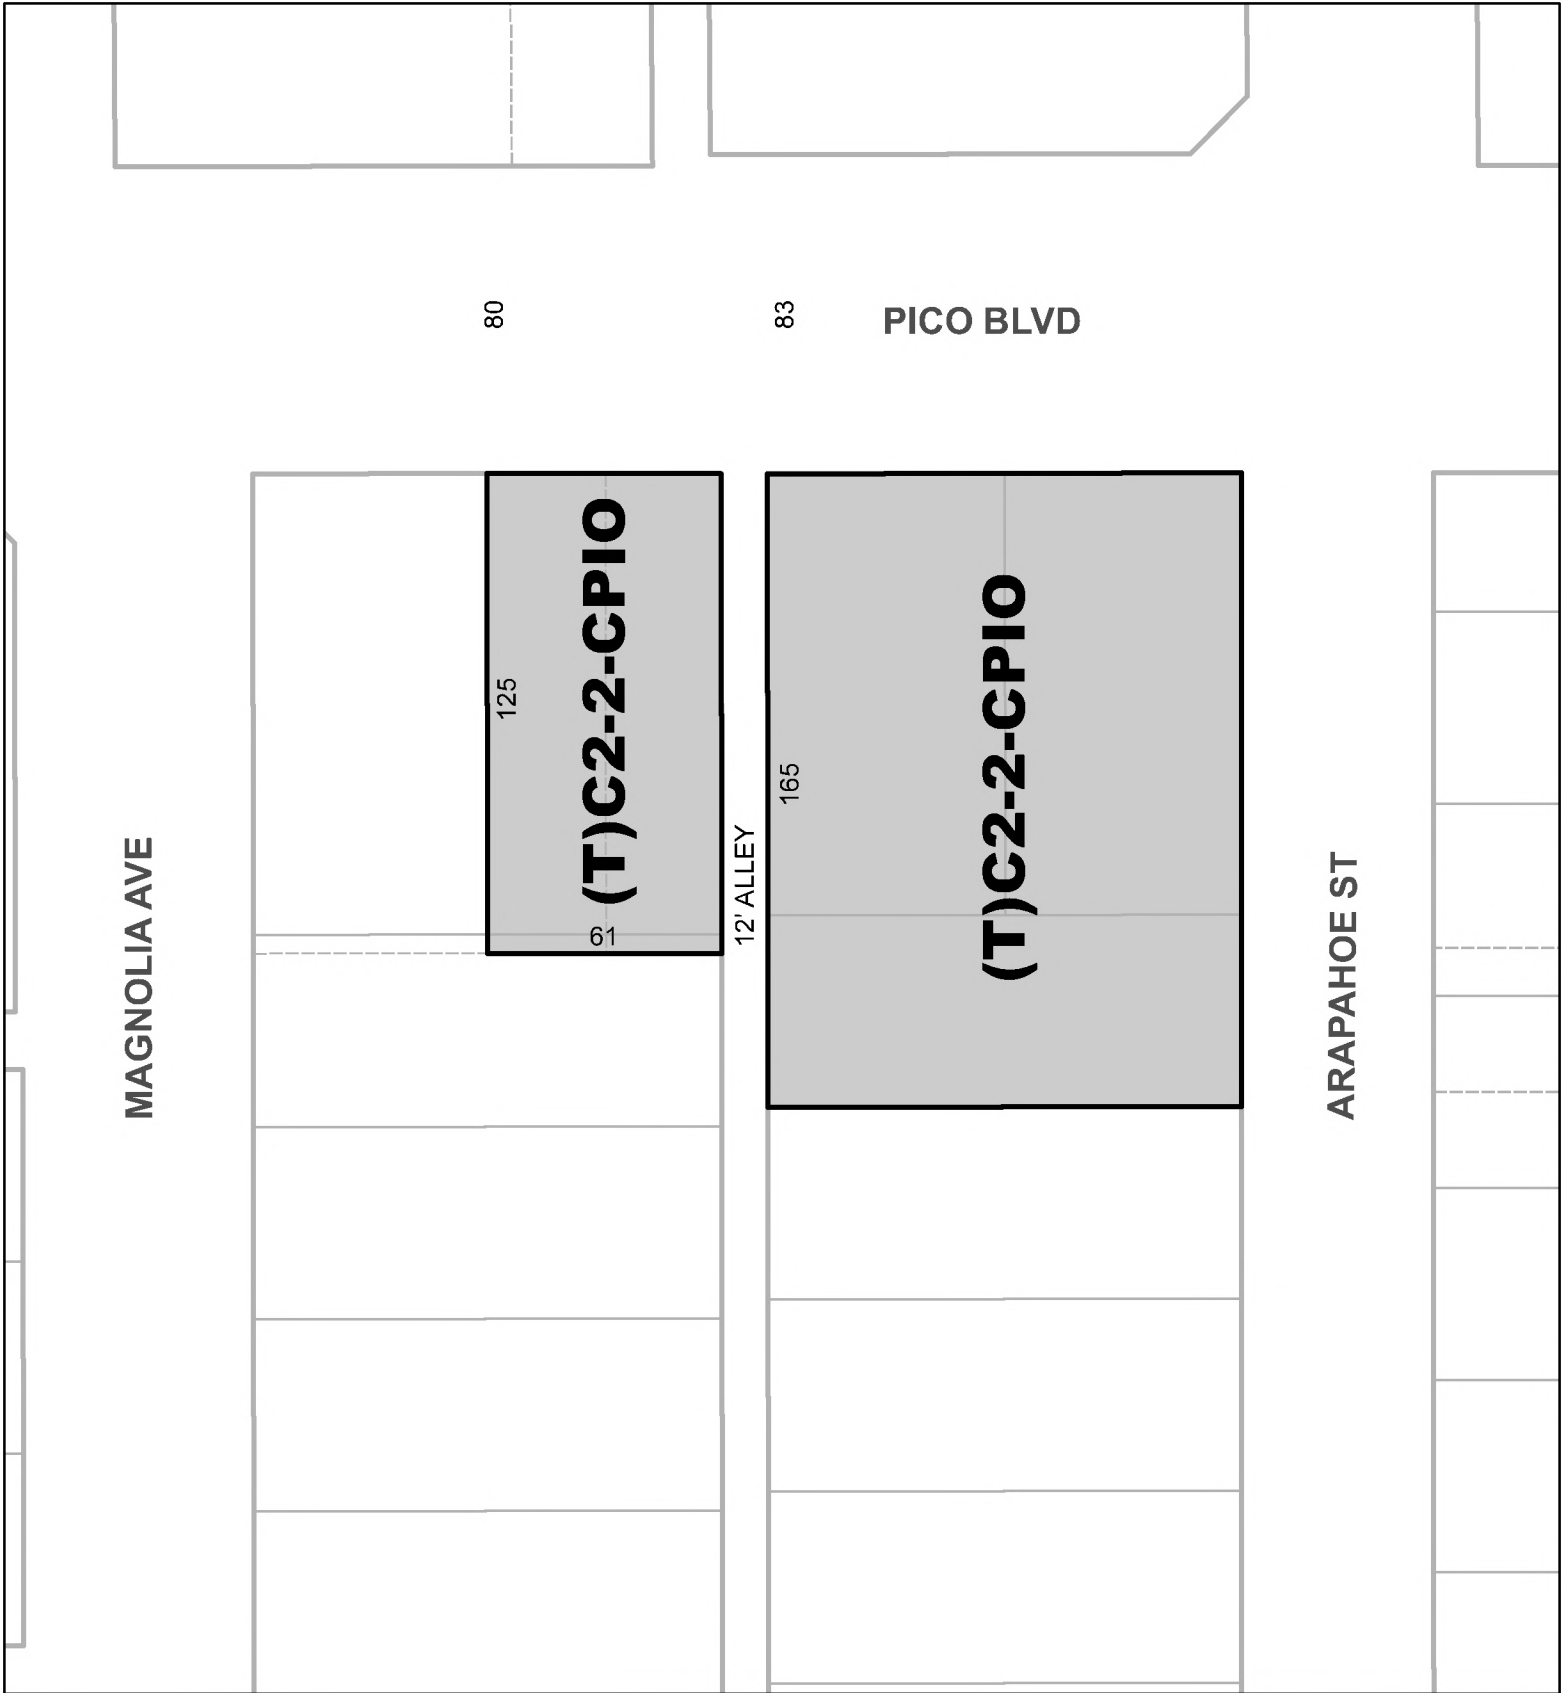 80
83
PICO BLVD
(T)C2-2-CPIO
125
61
12' ALLEY
165
(T)C2-2-CPIO
MAGNOLIA AVE
ARAPAHOE ST